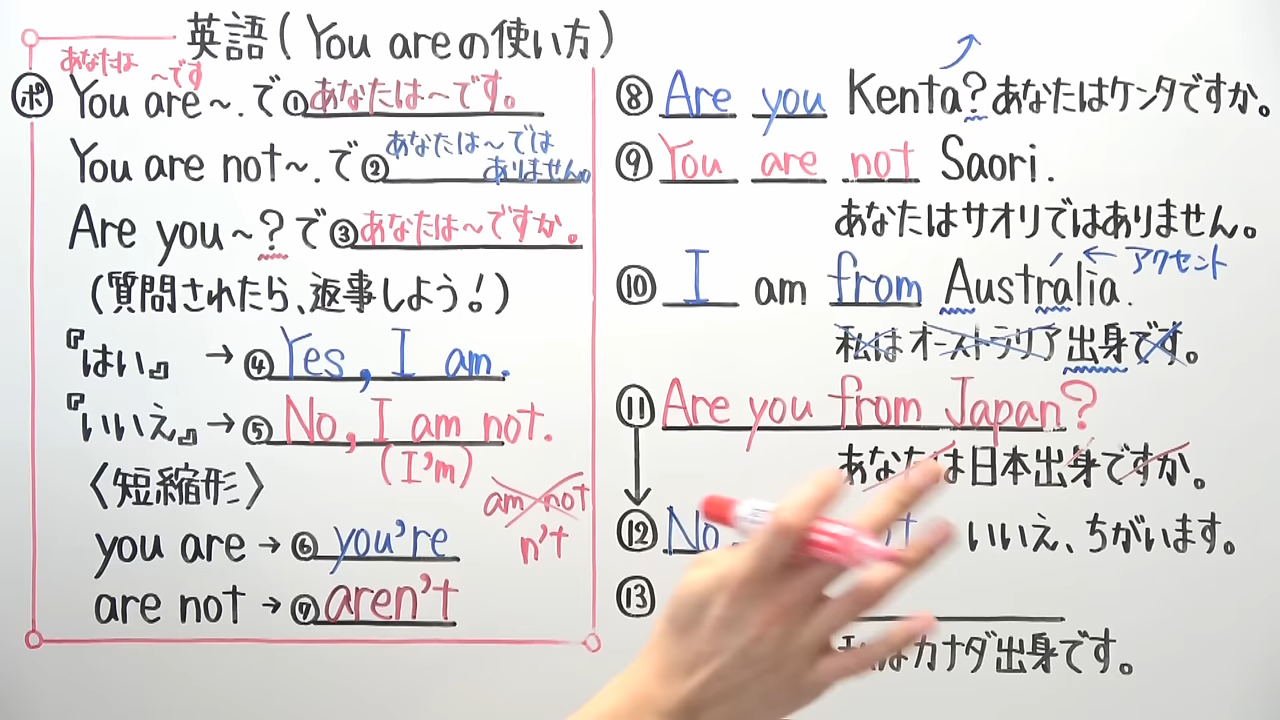 英語(You areの使い方)
あなたは ~です
ポ You are~.で①あなたは~です。
You are not~.で②あなたは~ではありません。
Are you~?で③あなたは~ですか。
(質問されたら、返事しよう!)
『はい』→④Yes, I am.
『いいえ』→⑤No, I am not.
(I'm)
〈短縮形〉
am not
n't
you are→⑥you're
are not→⑦aren't
⑧Are you Kenta?あなたはケンタですか。
⑨You are not Saori.
あなたはサオリではありません。
⑩I am from Australia.
←アクセント
私はオーストラリア出身です。
⑪Are you from Japan?
あなたは日本出身ですか。
⑫No いいえ、ちがいます。
⑬
私はカナダ出身です。